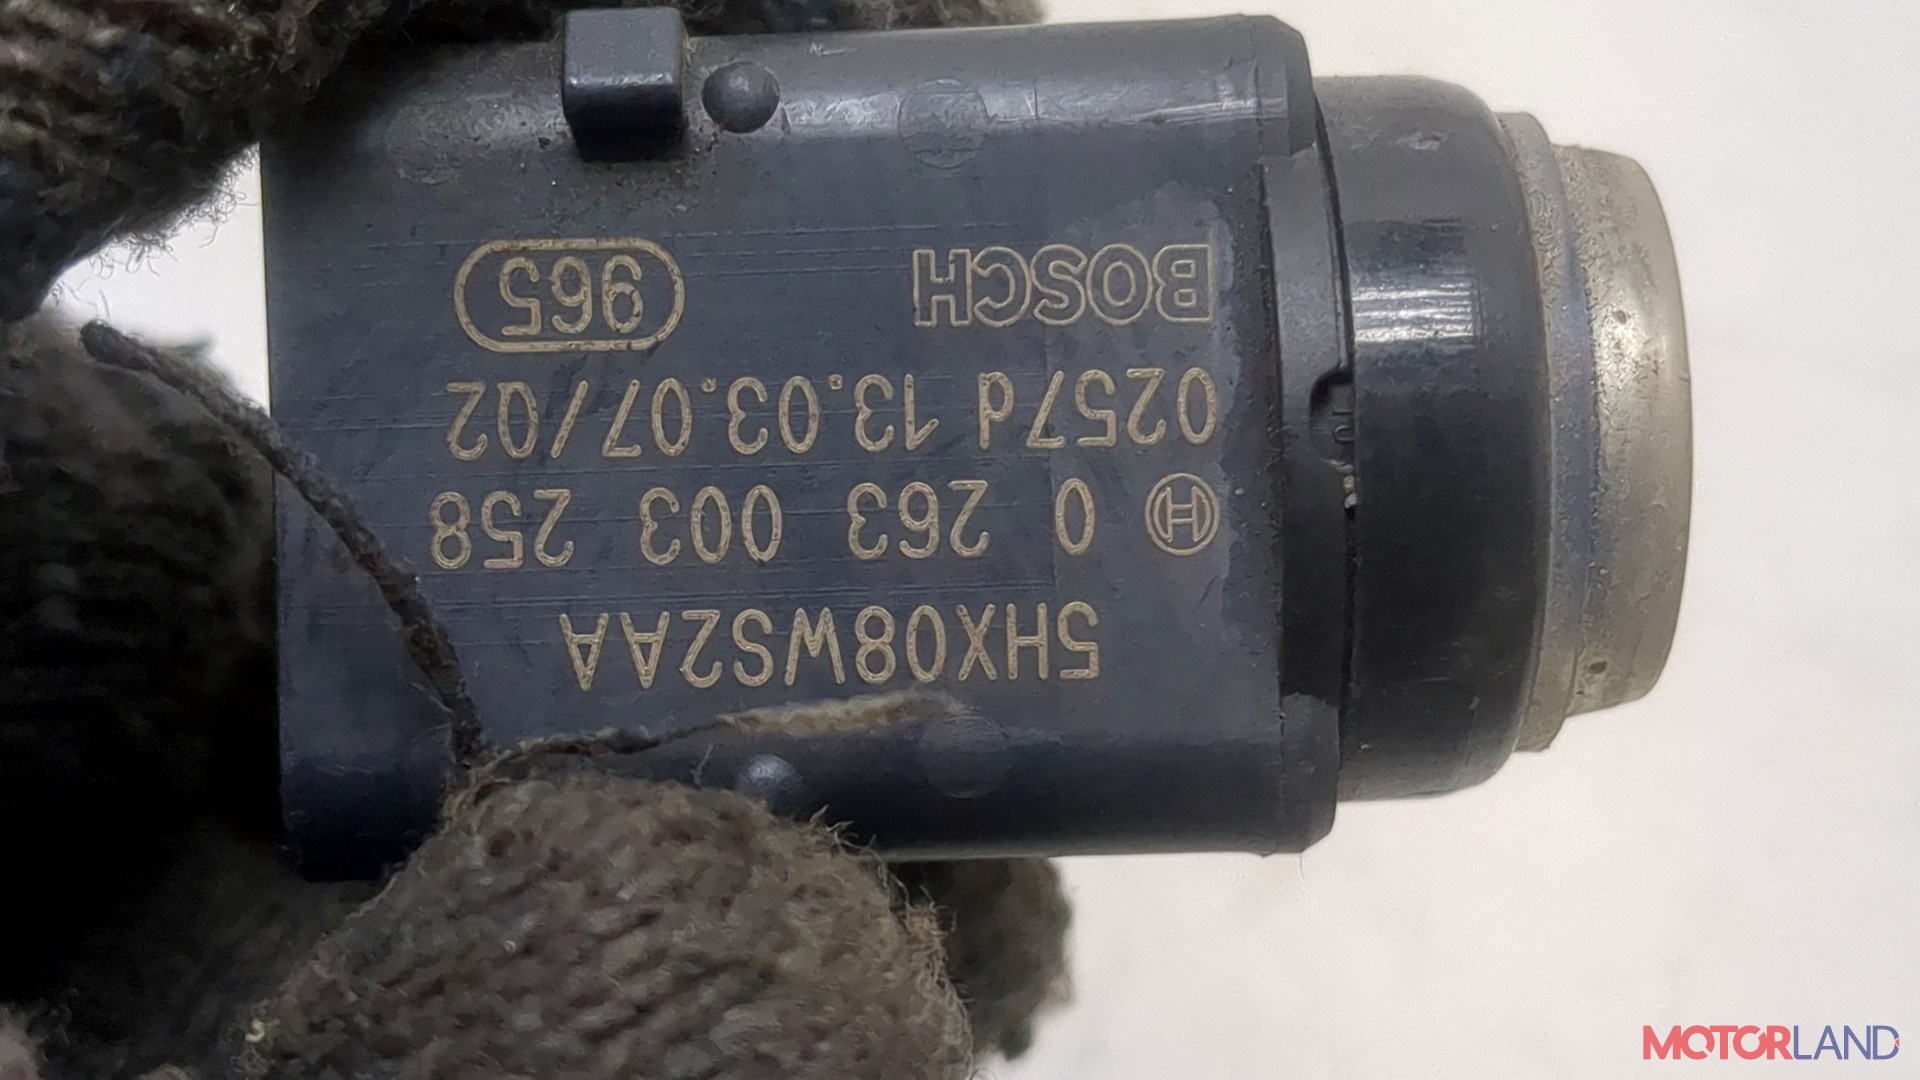 5HX08WS2AA
0 263 003 258
0257d 13.03.07/02
BOSCH 965
MOTORLAND